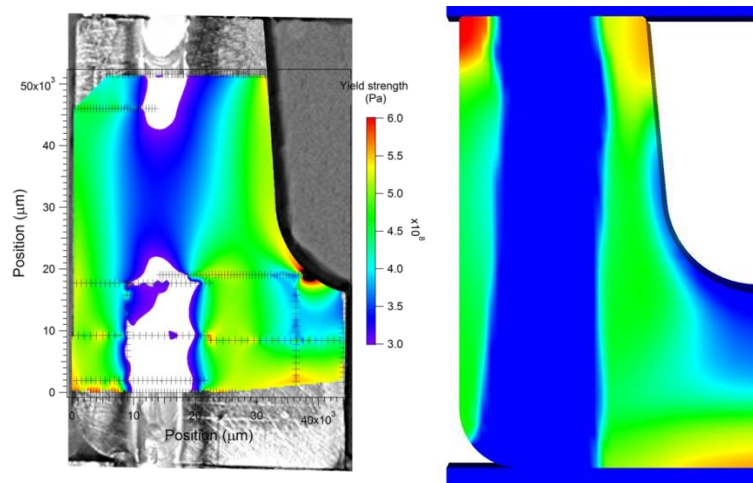 50x10³
40
30
20
10
0
Position (µm)
0
10
20
30
40x10³
Position (µm)
Yield strength
(Pa)
6.0
5.5
5.0
4.5
4.0
3.5
3.0
x10⁸